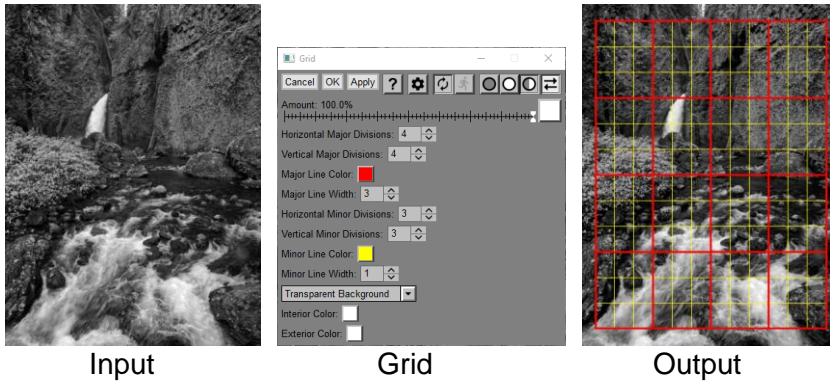 Grid
Cancel OK Apply ?
Amount: 100.0%
Horizontal Major Divisions: 4
Vertical Major Divisions: 4
Major Line Color:
Major Line Width: 3
Horizontal Minor Divisions: 3
Vertical Minor Divisions: 3
Minor Line Color:
Minor Line Width: 1
Transparent Background
Interior Color:
Exterior Color:
Input Grid Output